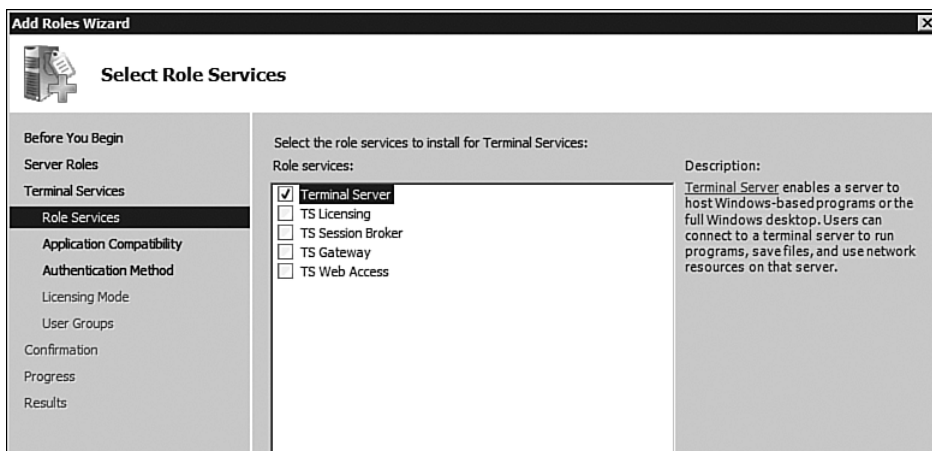 Add Roles Wizard
Select Role Services
Before You Begin
Server Roles
Terminal Services
Role Services
Application Compatibility
Authentication Method
Licensing Mode
User Groups
Confirmation
Progress
Results
Select the role services to install for Terminal Services:
Role services:
Terminal Server
TS Licensing
TS Session Broker
TS Gateway
TS Web Access
Description:
Terminal Server enables a server to
host Windows-based programs or the
full Windows desktop. Users can
connect to a terminal server to run
programs, save files, and use network
resources on that server.